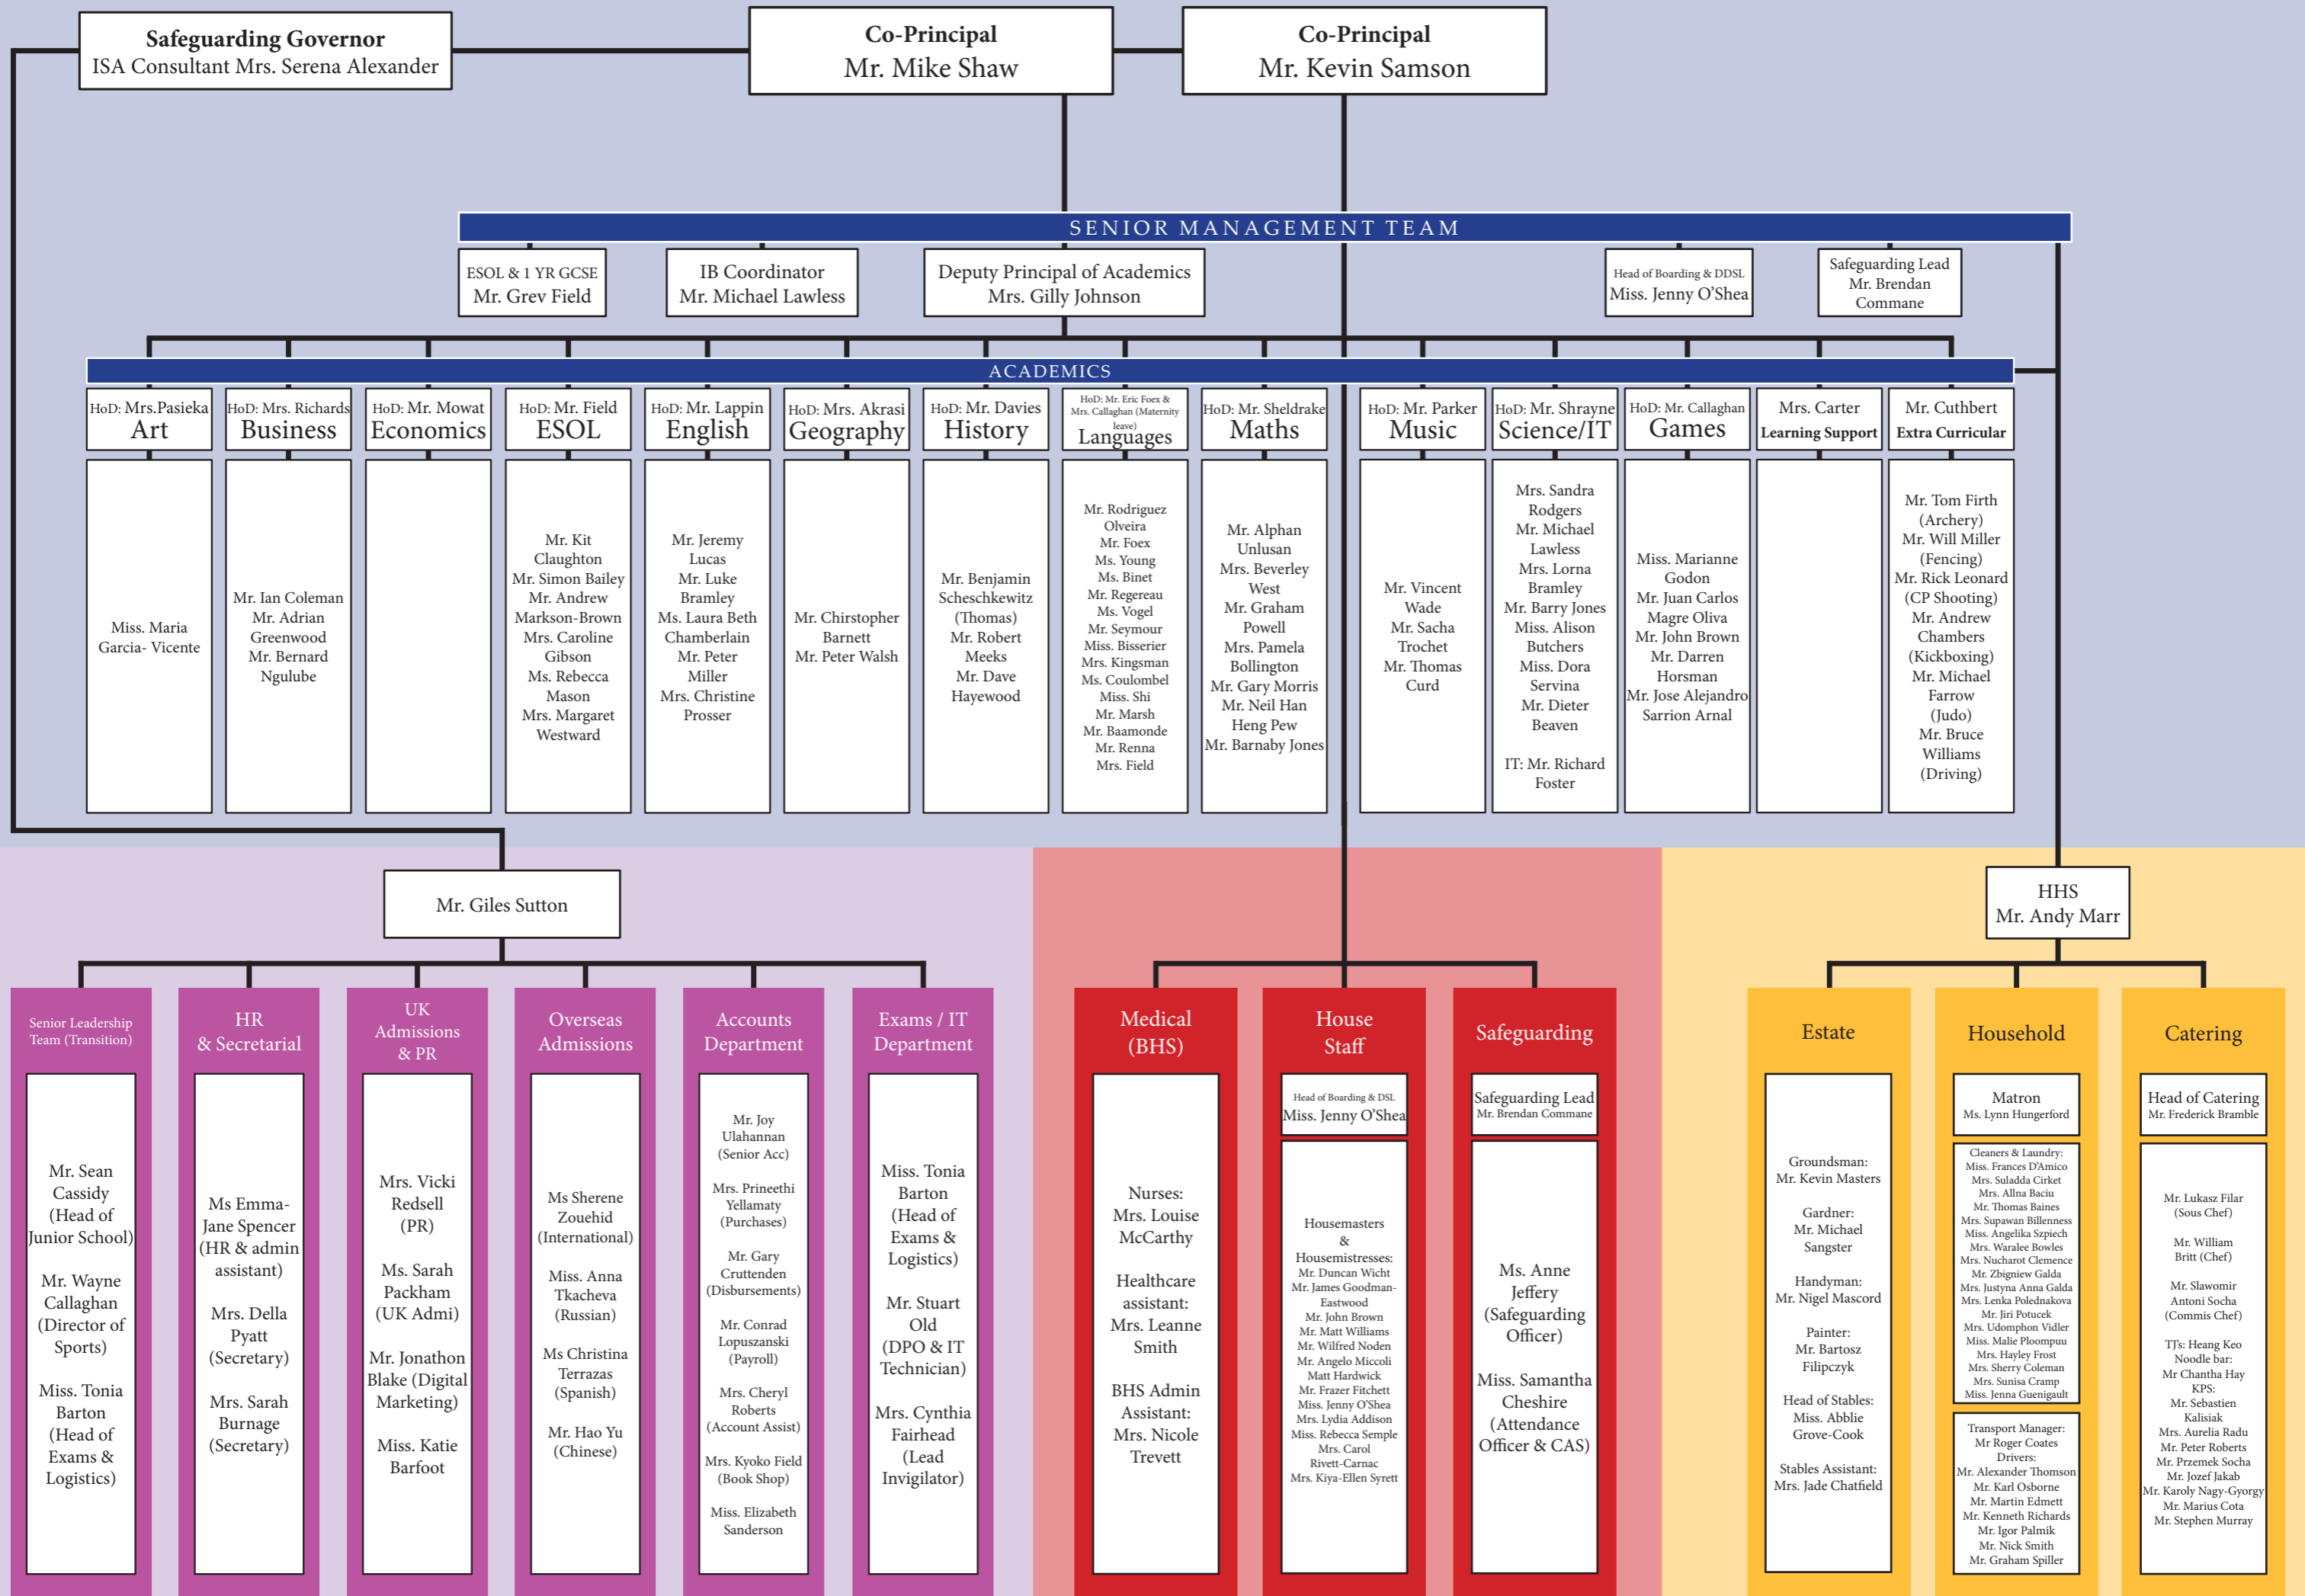 Safeguarding Governor
ISA Consultant Mrs. Serena Alexander
Co-Principal
Mr. Mike Shaw
Co-Principal
Mr. Kevin Samson
SENIOR MANAGEMENT TEAM
ESOL & 1 YR GCSE
Mr. Grev Field
IB Coordinator
Mr. Michael Lawless
Deputy Principal of Academics
Mrs. Gilly Johnson
Head of Boarding & DDSL
Miss. Jenny O'Shea
Safeguarding Lead
Mr. Brendan
Commane
ACADEMICS
HoD: Mrs.Pasieka
Art
HoD: Mrs. Richards
Business
HoD: Mr. Mowat
Economics
HoD: Mr. Field
ESOL
HoD: Mr. Lappin
English
HoD: Mrs. Akrasi
Geography
HoD: Mr. Davies
History
HoD: Mr. Eric Foex &
Mrs. Callaghan (Maternity
leave)
Languages
HoD: Mr. Sheldrake
Maths
HoD: Mr. Parker
Music
HoD: Mr. Shrayne
Science/IT
HoD: Mr. Callaghan
Games
Mrs. Carter
Learning Support
Mr. Cuthbert
Extra Curricular
Miss. Maria
Garcia- Vicente
Mr. Ian Coleman
Mr. Adrian
Greenwood
Mr. Bernard
Ngulube
Mr. Kit
Claughton
Mr. Simon Bailey
Mr. Andrew
Markson-Brown
Mrs. Caroline
Gibson
Ms. Rebecca
Mason
Mrs. Margaret
Westward
Mr. Jeremy
Lucas
Mr. Luke
Bramley
Ms. Laura Beth
Chamberlain
Mr. Peter
Miller
Mrs. Christine
Prosser
Mr. Chirstopher
Barnett
Mr. Peter Walsh
Mr. Benjamin
Scheschkewitz
(Thomas)
Mr. Robert
Meeks
Mr. Dave
Hayewood
Mr. Rodriguez
Olveira
Mr. Foex
Ms. Young
Ms. Binet
Mr. Regereau
Ms. Vogel
Mr. Seymour
Miss. Bisserier
Mrs. Kingsman
Ms. Coulombel
Miss. Shi
Mr. Marsh
Mr. Baamonde
Mr. Renna
Mrs. Field
Mr. Alphan
Unlusan
Mrs. Beverley
West
Mr. Graham
Powell
Mrs. Pamela
Bollington
Mr. Gary Morris
Mr. Neil Han
Heng Pew
Mr. Barnaby Jones
Mr. Vincent
Wade
Mr. Sacha
Trochet
Mr. Thomas
Curd
Mrs. Sandra
Rodgers
Mr. Michael
Lawless
Mrs. Lorna
Bramley
Mr. Barry Jones
Miss. Alison
Butchers
Miss. Dora
Servina
Mr. Dieter
Beaven
IT: Mr. Richard
Foster
Miss. Marianne
Godon
Mr. Juan Carlos
Magre Oliva
Mr. John Brown
Mr. Darren
Horsman
Mr. Jose Alejandro
Sarrion Arnal
Mr. Tom Firth
(Archery)
Mr. Will Miller
(Fencing)
Mr. Rick Leonard
(CP Shooting)
Mr. Andrew
Chambers
(Kickboxing)
Mr. Michael
Farrow
(Judo)
Mr. Bruce
Williams
(Driving)
Mr. Giles Sutton
HHS
Mr. Andy Marr
Senior Leadership
Team (Transition)
Mr. Sean
Cassidy
(Head of
Junior School)
Mr. Wayne
Callaghan
(Director of
Sports)
Miss. Tonia
Barton
(Head of
Exams &
Logistics)
HR
& Secretarial
Ms Emma-
Jane Spencer
(HR & admin
assistant)
Mrs. Della
Pyatt
(Secretary)
Mrs. Sarah
Burnage
(Secretary)
UK
Admissions
& PR
Mrs. Vicki
Redsell
(PR)
Ms. Sarah
Packham
(UK Admi)
Mr. Jonathon
Blake (Digital
Marketing)
Miss. Katie
Barfoot
Overseas
Admissions
Ms Sherene
Zouehid
(International)
Miss. Anna
Tkacheva
(Russian)
Ms Christina
Terrazas
(Spanish)
Mr. Hao Yu
(Chinese)
Accounts
Department
Mr. Joy
Ulahannan
(Senior Acc)
Mrs. Prineethi
Yellamaty
(Purchases)
Mr. Gary
Cruttenden
(Disbursements)
Mr. Conrad
Lopuszanski
(Payroll)
Mrs. Cheryl
Roberts
(Account Assist)
Mrs. Kyoko Field
(Book Shop)
Miss. Elizabeth
Sanderson
Exams / IT
Department
Miss. Tonia
Barton
(Head of
Exams &
Logistics)
Mr. Stuart
Old
(DPO & IT
Technician)
Mrs. Cynthia
Fairhead
(Lead
Invigilator)
Medical
(BHS)
Nurses:
Mrs. Louise
McCarthy
Healthcare
assistant:
Mrs. Leanne
Smith
BHS Admin
Assistant:
Mrs. Nicole
Trevett
House
Staff
Head of Boarding & DSL
Miss. Jenny O'Shea
Housemasters
&
Housemistresses:
Mr. Duncan Wicht
Mr. James Goodman-
Eastwood
Mr. John Brown
Mr. Matt Williams
Mr. Wilfred Noden
Mr. Angelo Miccoli
Matt Hardwick
Mr. Frazer Fitchett
Miss. Jenny O'Shea
Mrs. Lydia Addison
Miss. Rebecca Semple
Mrs. Carol
Rivett-Carnac
Mrs. Kiya-Ellen Syrett
Safeguarding
Safeguarding Lead
Mr. Brendan Commane
Ms. Anne
Jeffery
(Safeguarding
Officer)
Miss. Samantha
Cheshire
(Attendance
Officer & CAS)
Estate
Groundsman:
Mr. Kevin Masters
Gardner:
Mr. Michael
Sangster
Handyman:
Mr. Nigel Mascord
Painter:
Mr. Bartosz
Filipczyk
Head of Stables:
Miss. Abblie
Grove-Cook
Stables Assistant:
Mrs. Jade Chatfield
Household
Matron
Ms. Lynn Hungerford
Cleaners & Laundry:
Miss. Frances D'Amico
Mrs. Suladda Cirket
Mrs. Allna Baciu
Mr. Thomas Baines
Mrs. Supawan Billenness
Miss. Angelika Szpiech
Mrs. Waralee Bowles
Mrs. Nucharot Clemence
Mr. Zbigniew Galda
Mrs. Justyna Anna Galda
Mrs. Lenka Polednakova
Mr. Jiri Potucek
Mrs. Udomphon Vidler
Miss. Malie Ploompuu
Mrs. Hayley Frost
Mrs. Sherry Coleman
Mrs. Sunisa Cramp
Miss. Jenna Guenigault
Transport Manager:
Mr Roger Coates
Drivers:
Mr. Alexander Thomson
Mr. Karl Osborne
Mr. Martin Edmett
Mr. Kenneth Richards
Mr. Igor Palmik
Mr. Nick Smith
Mr. Graham Spiller
Catering
Head of Catering
Mr. Frederick Bramble
Mr. Lukasz Filar
(Sous Chef)
Mr. William
Britt (Chef)
Mr. Slawomir
Antoni Socha
(Commis Chef)
TJ's: Heang Keo
Noodle bar:
Mr Chantha Hay
KPS:
Mr. Sebastien
Kalisiak
Mrs. Aurelia Radu
Mr. Peter Roberts
Mr. Przemek Socha
Mr. Jozef Jakab
Mr. Karoly Nagy-Gyorgy
Mr. Marius Cota
Mr. Stephen Murray